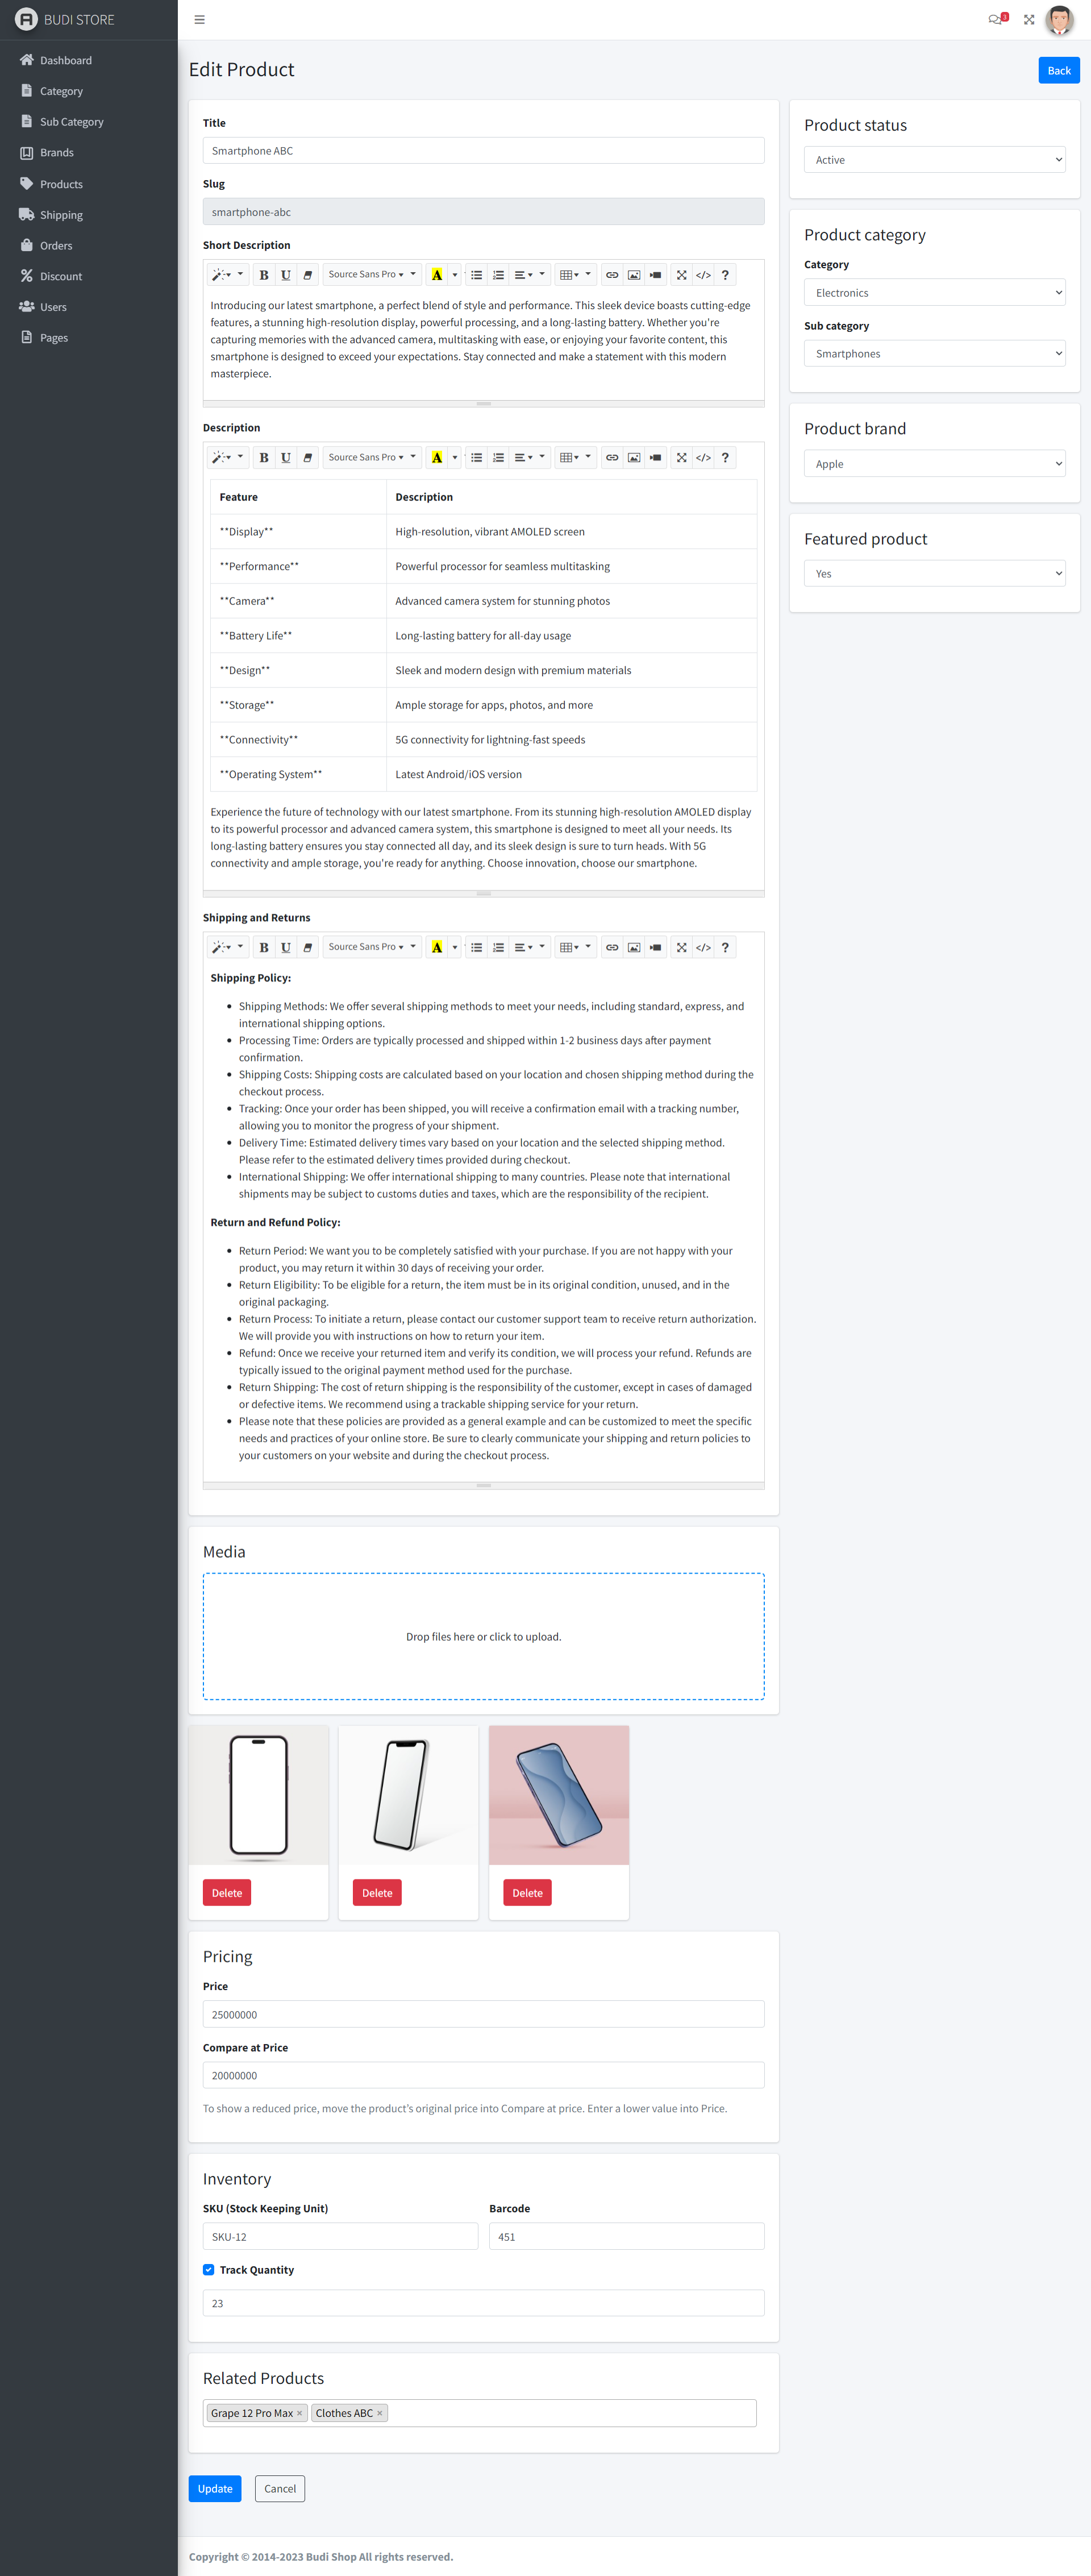 BUDI STORE
3
Dashboard
Category
Sub Category
Brands
Products
Shipping
Orders
Discount
Users
Pages
Edit Product
Back
Title
Smartphone ABC
Slug
smartphone-abc
Short Description
B U Source Sans Pro A </> ?
Introducing our latest smartphone, a perfect blend of style and performance. This sleek device boasts cutting-edge
features, a stunning high-resolution display, powerful processing, and a long-lasting battery. Whether you're
capturing memories with the advanced camera, multitasking with ease, or enjoying your favorite content, this
smartphone is designed to exceed your expectations. Stay connected and make a statement with this modern
masterpiece.
Description
B U Source Sans Pro A </> ?
Feature Description
**Display** High-resolution, vibrant AMOLED screen
**Performance** Powerful processor for seamless multitasking
**Camera** Advanced camera system for stunning photos
**Battery Life** Long-lasting battery for all-day usage
**Design** Sleek and modern design with premium materials
**Storage** Ample storage for apps, photos, and more
**Connectivity** 5G connectivity for lightning-fast speeds
**Operating System** Latest Android/iOS version
Experience the future of technology with our latest smartphone. From its stunning high-resolution AMOLED display
to its powerful processor and advanced camera system, this smartphone is designed to meet all your needs. Its
long-lasting battery ensures you stay connected all day, and its sleek design is sure to turn heads. With 5G
connectivity and ample storage, you're ready for anything. Choose innovation, choose our smartphone.
Shipping and Returns
B U Source Sans Pro A </> ?
Shipping Policy:
• Shipping Methods: We offer several shipping methods to meet your needs, including standard, express, and
international shipping options.
• Processing Time: Orders are typically processed and shipped within 1-2 business days after payment
confirmation.
• Shipping Costs: Shipping costs are calculated based on your location and chosen shipping method during the
checkout process.
• Tracking: Once your order has been shipped, you will receive a confirmation email with a tracking number,
allowing you to monitor the progress of your shipment.
• Delivery Time: Estimated delivery times vary based on your location and the selected shipping method.
Please refer to the estimated delivery times provided during checkout.
• International Shipping: We offer international shipping to many countries. Please note that international
shipments may be subject to customs duties and taxes, which are the responsibility of the recipient.
Return and Refund Policy:
• Return Period: We want you to be completely satisfied with your purchase. If you are not happy with your
product, you may return it within 30 days of receiving your order.
• Return Eligibility: To be eligible for a return, the item must be in its original condition, unused, and in the
original packaging.
• Return Process: To initiate a return, please contact our customer support team to receive return authorization.
We will provide you with instructions on how to return your item.
• Refund: Once we receive your returned item and verify its condition, we will process your refund. Refunds are
typically issued to the original payment method used for the purchase.
• Return Shipping: The cost of return shipping is the responsibility of the customer, except in cases of damaged
or defective items. We recommend using a trackable shipping service for your return.
• Please note that these policies are provided as a general example and can be customized to meet the specific
needs and practices of your online store. Be sure to clearly communicate your shipping and return policies to
your customers on your website and during the checkout process.
Media
Drop files here or click to upload.
Delete Delete Delete
Pricing
Price
25000000
Compare at Price
20000000
To show a reduced price, move the product's original price into Compare at price. Enter a lower value into Price.
Inventory
SKU (Stock Keeping Unit) Barcode
SKU-12 451
Track Quantity
23
Related Products
Grape 12 Pro Max × Clothes ABC ×
Update Cancel
Product status
Active
Product category
Category
Electronics
Sub category
Smartphones
Product brand
Apple
Featured product
Yes
Copyright © 2014-2023 Budi Shop All rights reserved.